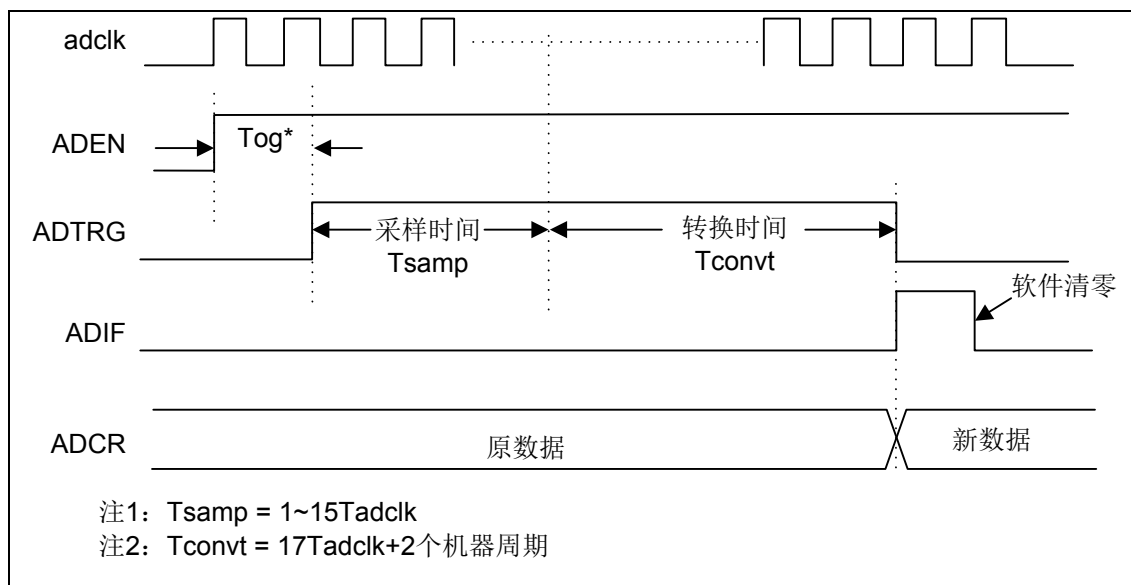 adclk
ADEN
Tog*
ADTRG
采样时间
Tsamp
转换时间
Tconvt
软件清零
ADIF
ADCR
原数据
新数据
注1：Tsamp = 1~15Tadclk
注2：Tconvt = 17Tadclk+2个机器周期